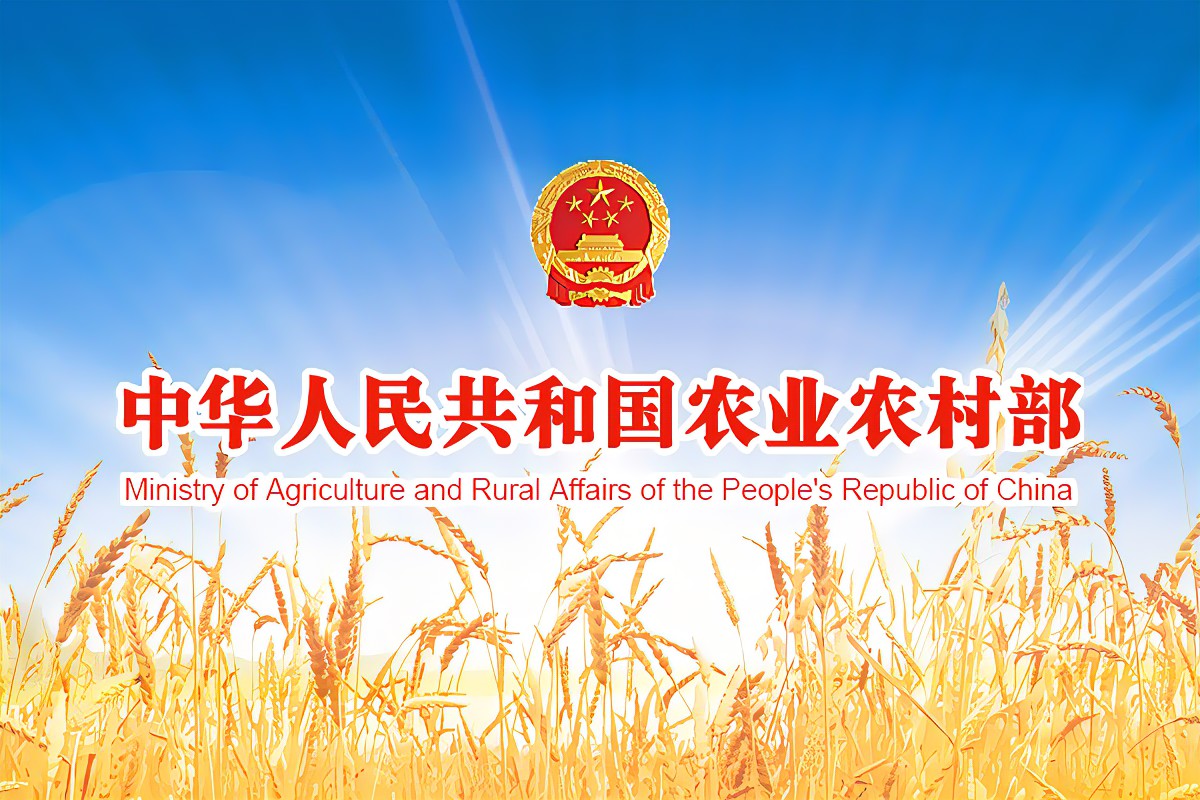 中华人民共和国农业农村部
Ministry of Agriculture and Rural Affairs of the People's Republic of China